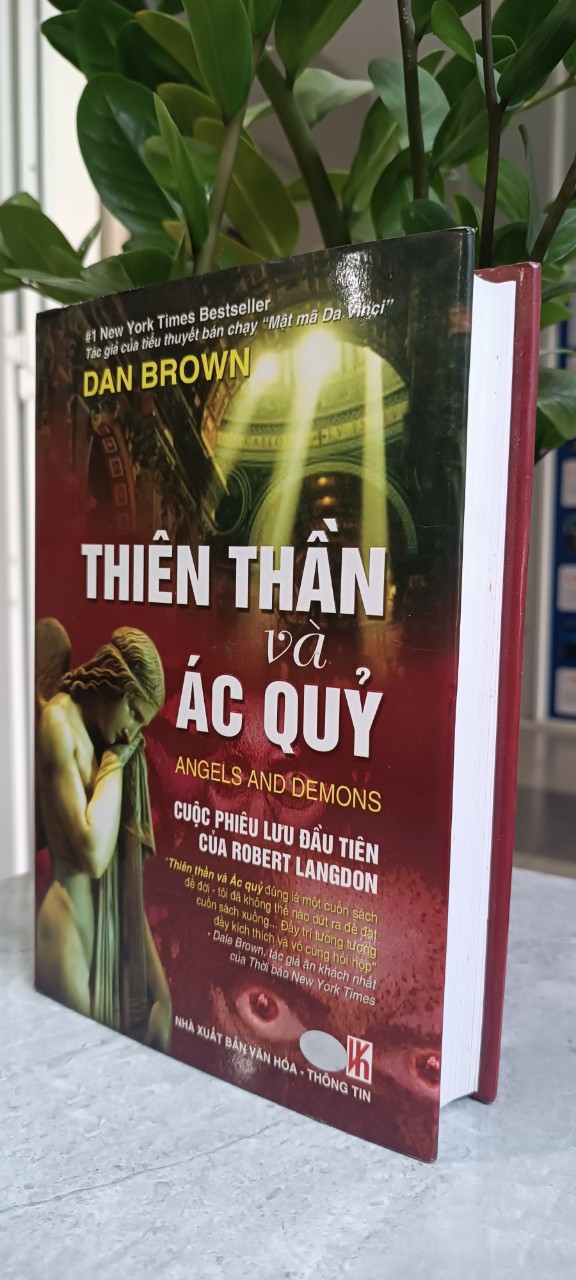 #1 New York Times Bestseller
Tác giả của tiểu thuyết bán chạy "Mật mã Da Vinci"
DAN BROWN
THIÊN THẦN
và
ÁC QUỶ
ANGELS AND DEMONS
CUỘC PHIÊU LƯU ĐẦU TIÊN
CỦA ROBERT LANGDON
"Thiên thần và Ác quỷ đúng là một cuốn sách
để đời - tôi đã không thể nào dứt ra để đặt
cuốn sách xuống... Đầy trí tưởng tượng
đầy kích thích và vô cùng hồi hộp"
- Dale Brown, tác giả ăn khách nhất
của Thời báo New York Times
NHÀ XUẤT BẢN VĂN HÓA - THÔNG TIN